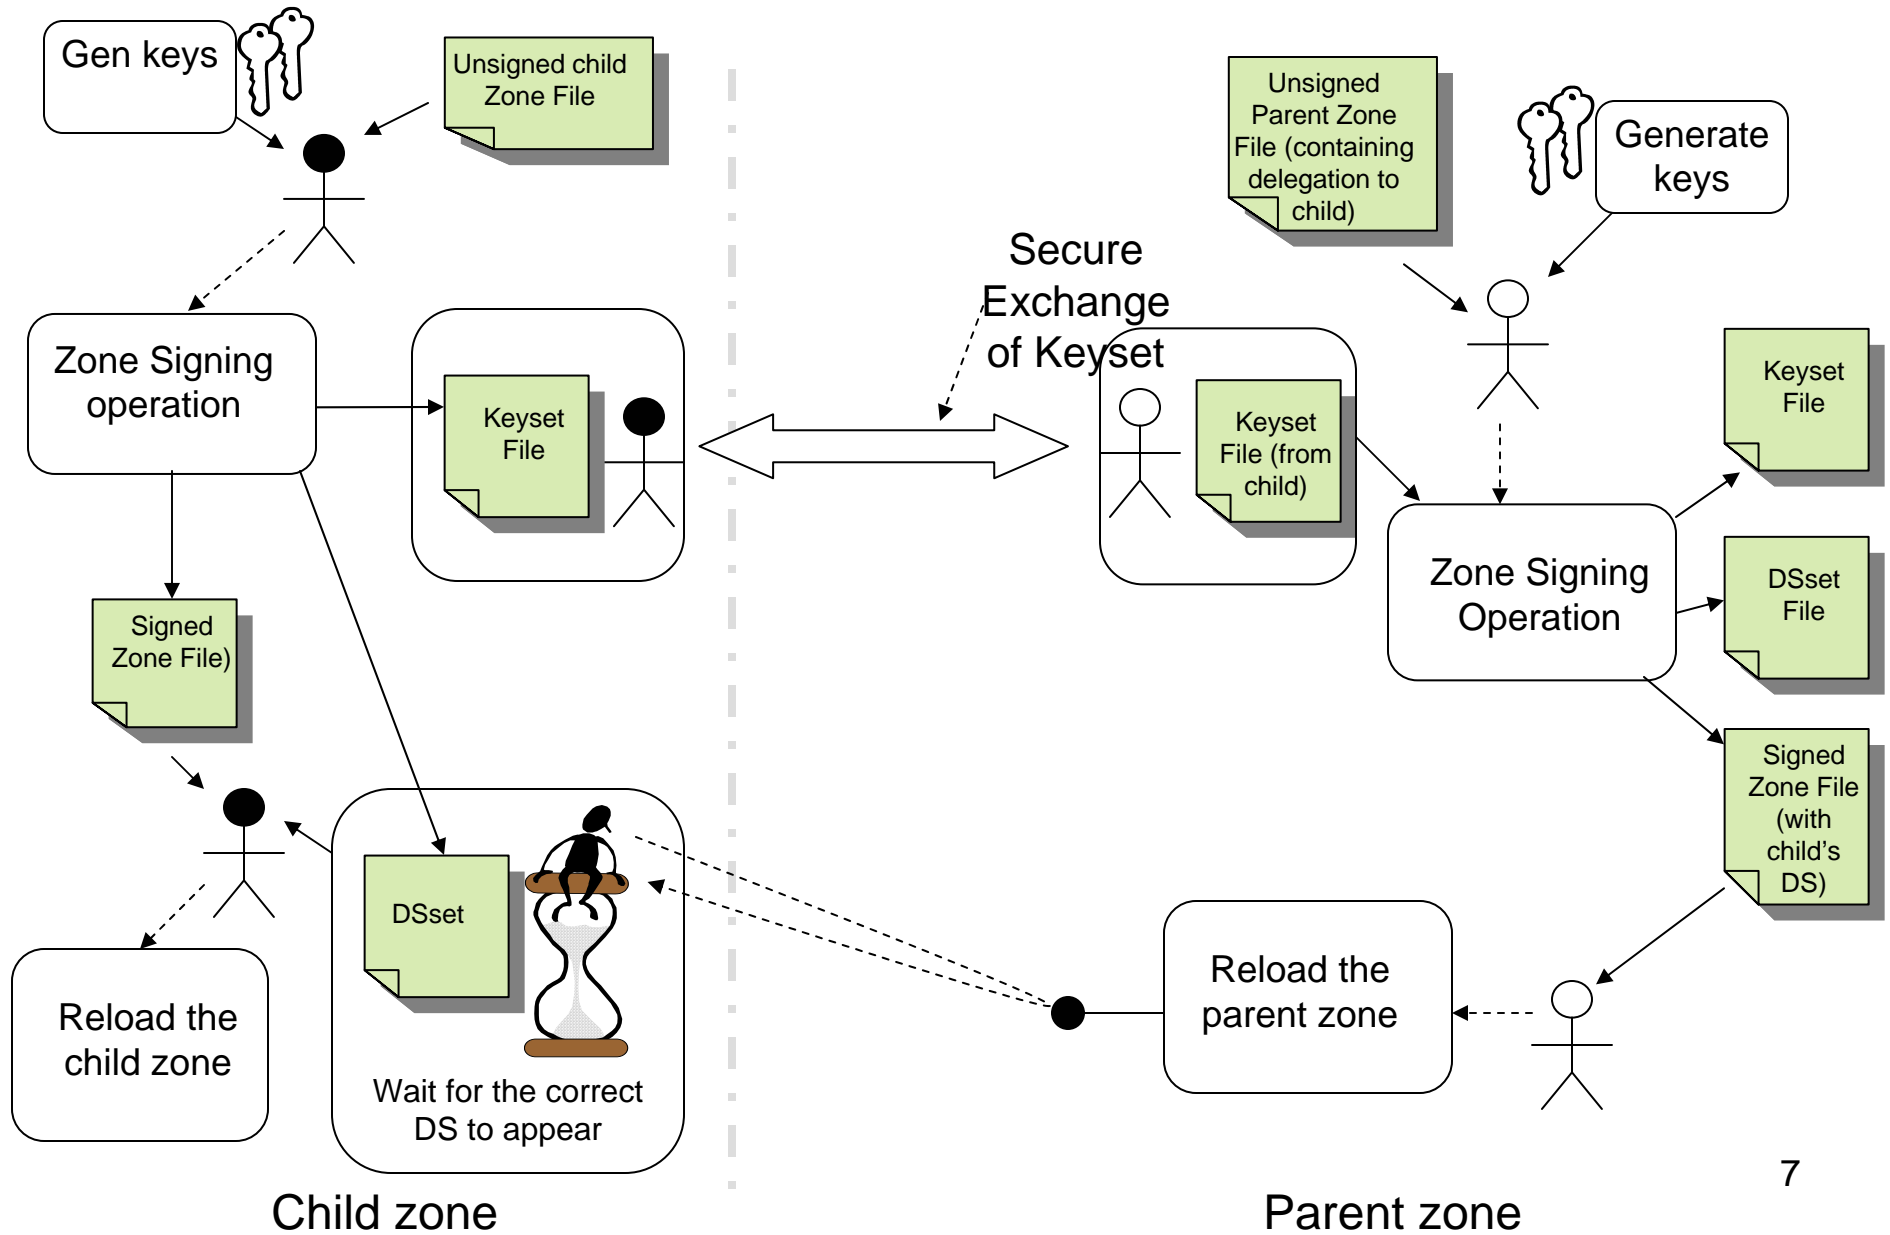 Gen keys
Unsigned child
Zone File
Zone Signing
operation
Keyset
File
Signed
Zone File)
DSset
Wait for the correct
DS to appear
Reload the
child zone
Child zone
Secure
Exchange
of Keyset
Unsigned
Parent Zone
File (containing
delegation to
child)
Generate
keys
Keyset
File (from
child)
Zone Signing
Operation
Keyset
File
DSset
File
Signed
Zone File
(with
child's
DS)
Reload the
parent zone
7
Parent zone